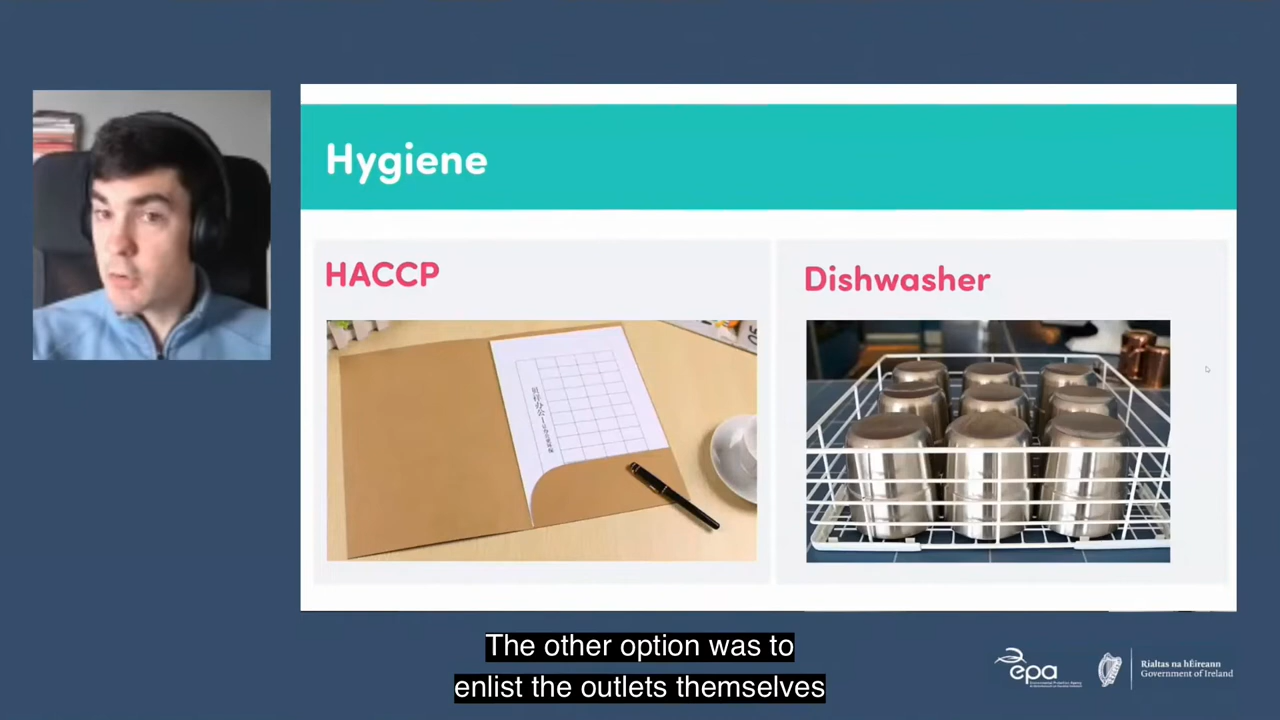 Hygiene
HACCP
Dishwasher
The other option was to
enlist the outlets themselves
epa
Rialtas na hÉireann
Government of Ireland